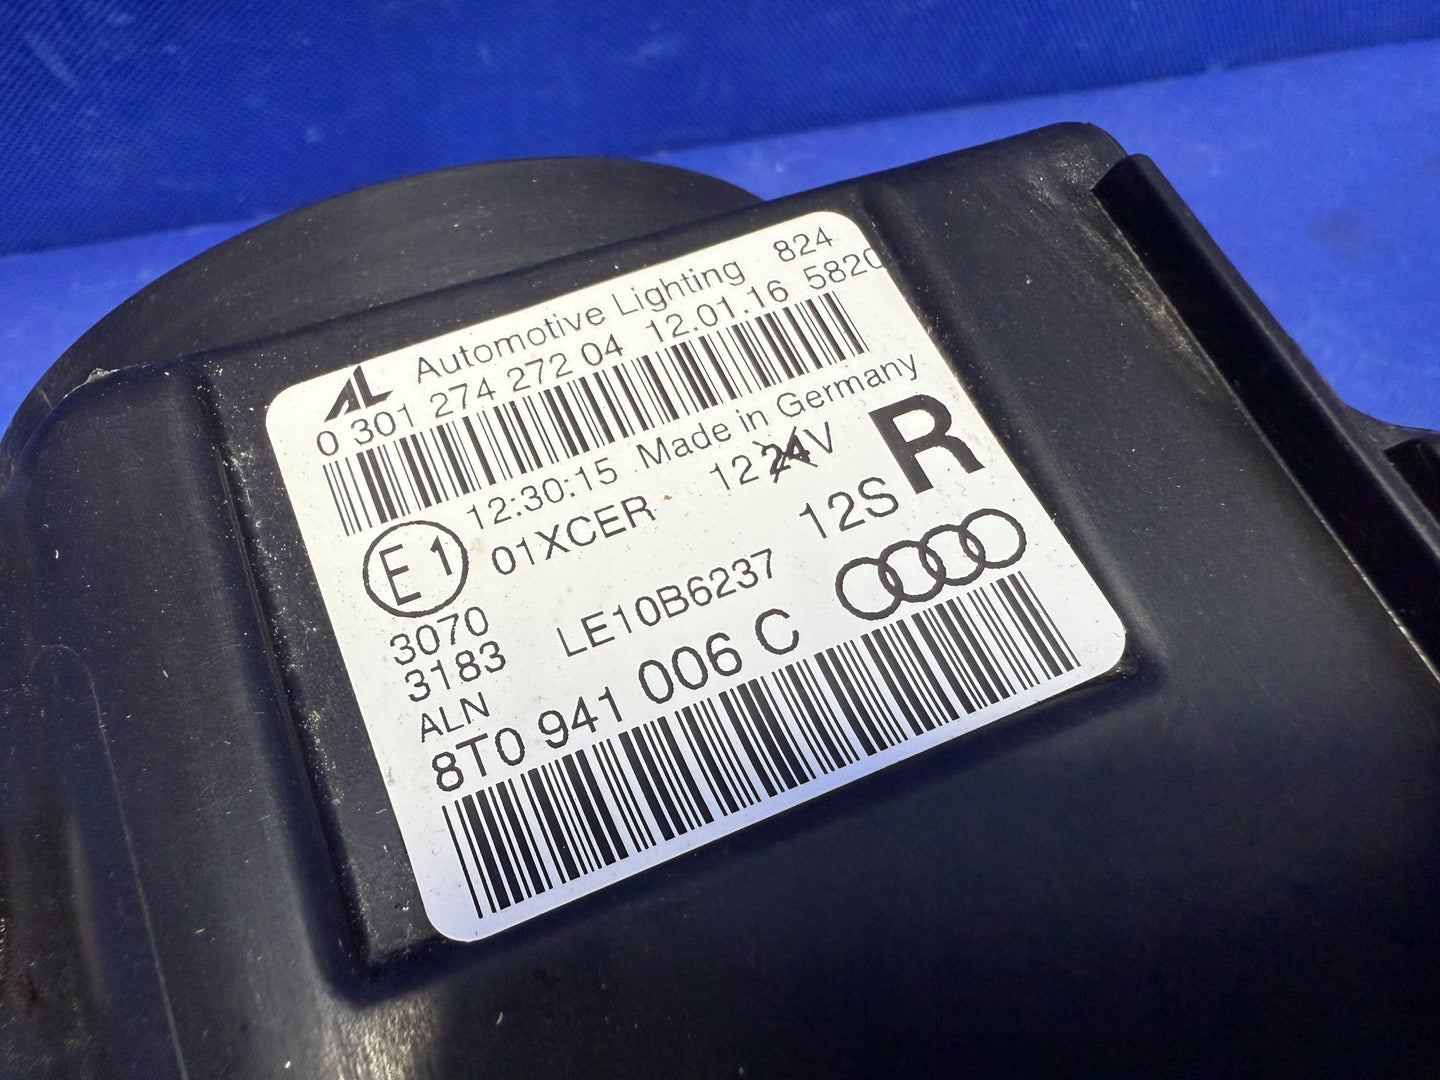 AL Automotive Lighting 824
0 301 274 272 04 12.01.16 5820
12:30:15 Made in Germany
E1 01XCER 12 24V R
3070 LE10B6237 12S
3183
ALN
8T0 941 006 C